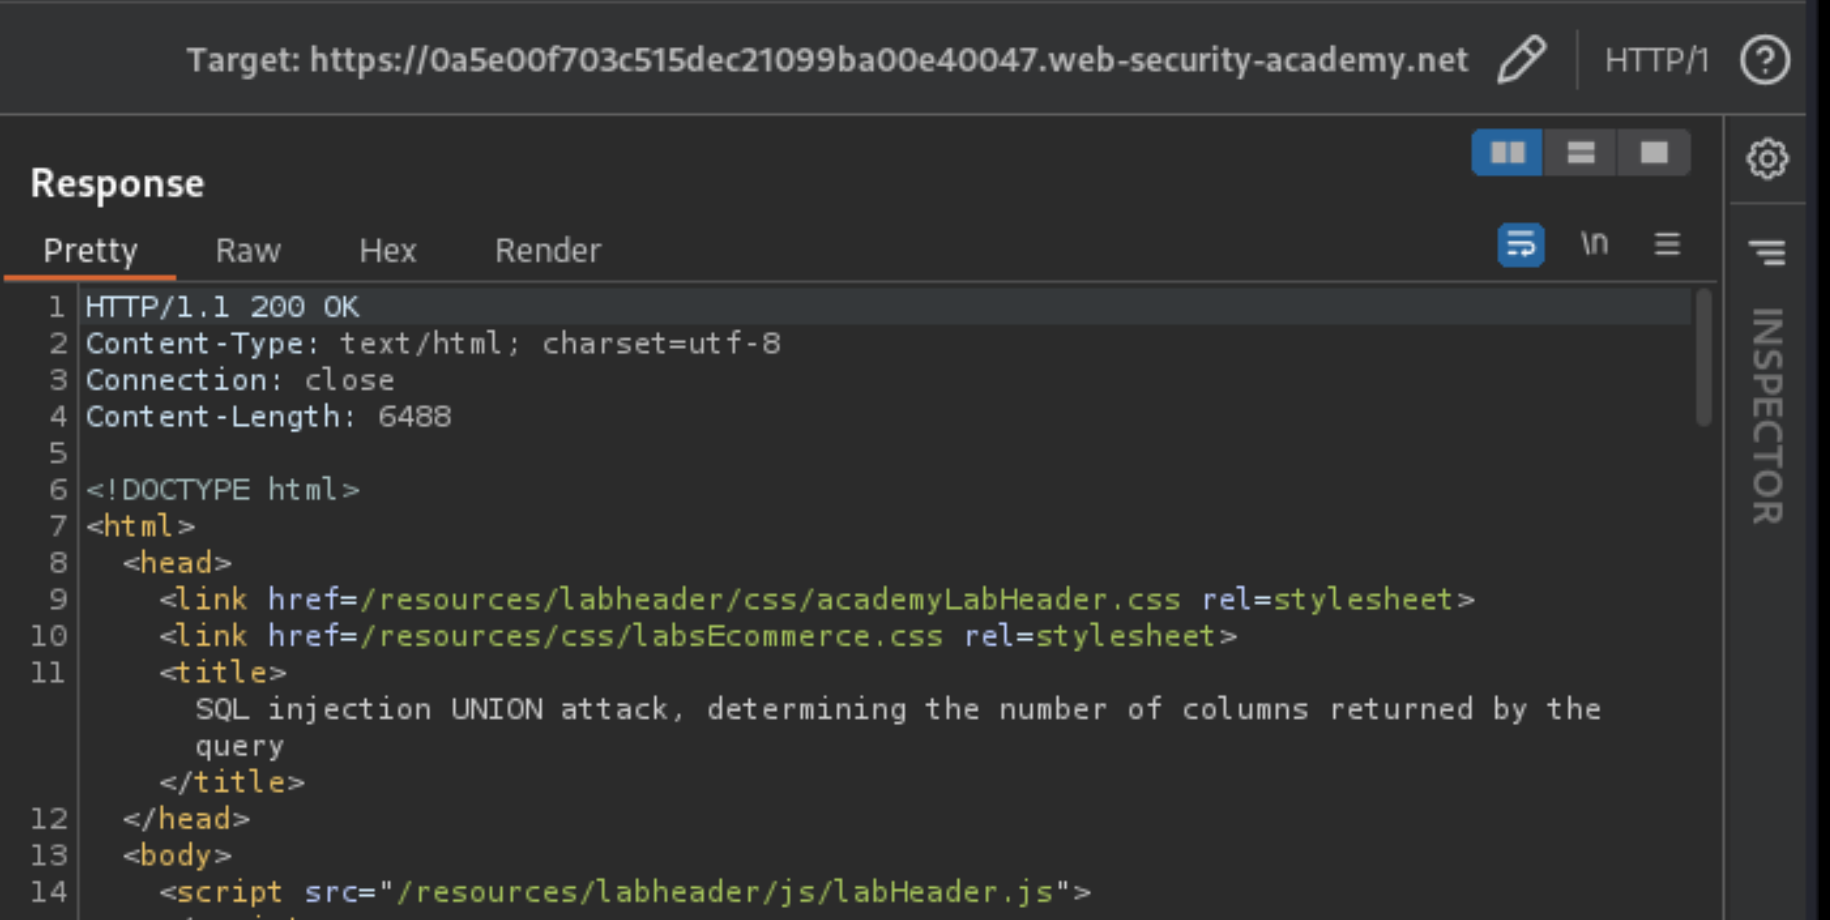 Target: https://0a5e00f703c515dec21099ba00e40047.web-security-academy.net HTTP/1
Response
Pretty Raw Hex Render \n
INSPECTOR
1 HTTP/1.1 200 OK
2 Content-Type: text/html; charset=utf-8
3 Connection: close
4 Content-Length: 6488
5
6 <!DOCTYPE html>
7 <html>
8 <head>
9 <link href=/resources/labheader/css/academyLabHeader.css rel=stylesheet>
10 <link href=/resources/css/labsEcommerce.css rel=stylesheet>
11 <title>
SQL injection UNION attack, determining the number of columns returned by the
query
</title>
12 </head>
13 <body>
14 <script src="/resources/labheader/js/labHeader.js">